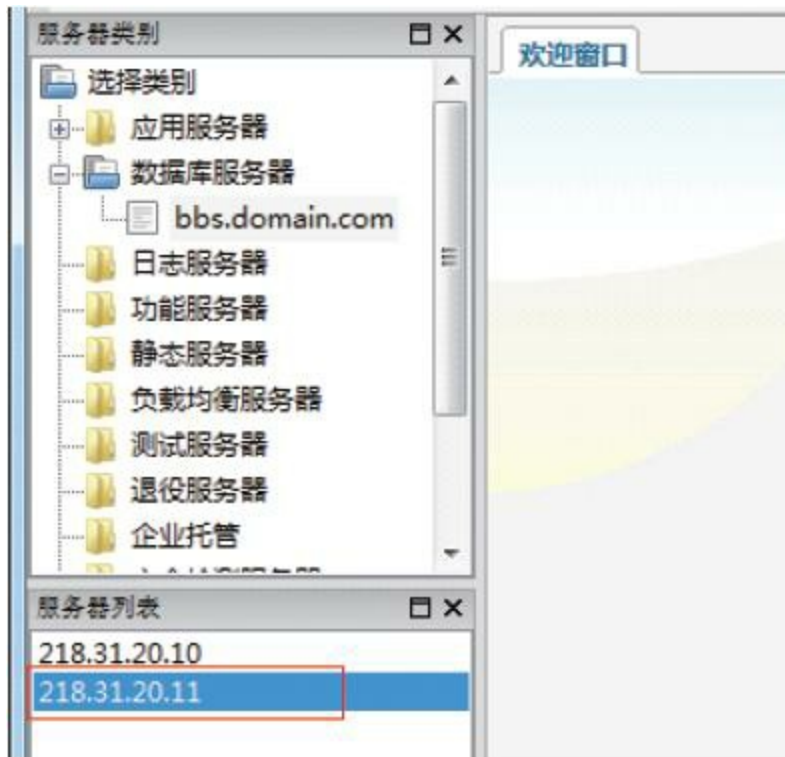 服务器类别
选择类别
应用服务器
数据库服务器
bbs.domain.com
日志服务器
功能服务器
静态服务器
负载均衡服务器
测试服务器
退役服务器
企业托管
服务器列表
218.31.20.10
218.31.20.11
欢迎窗口